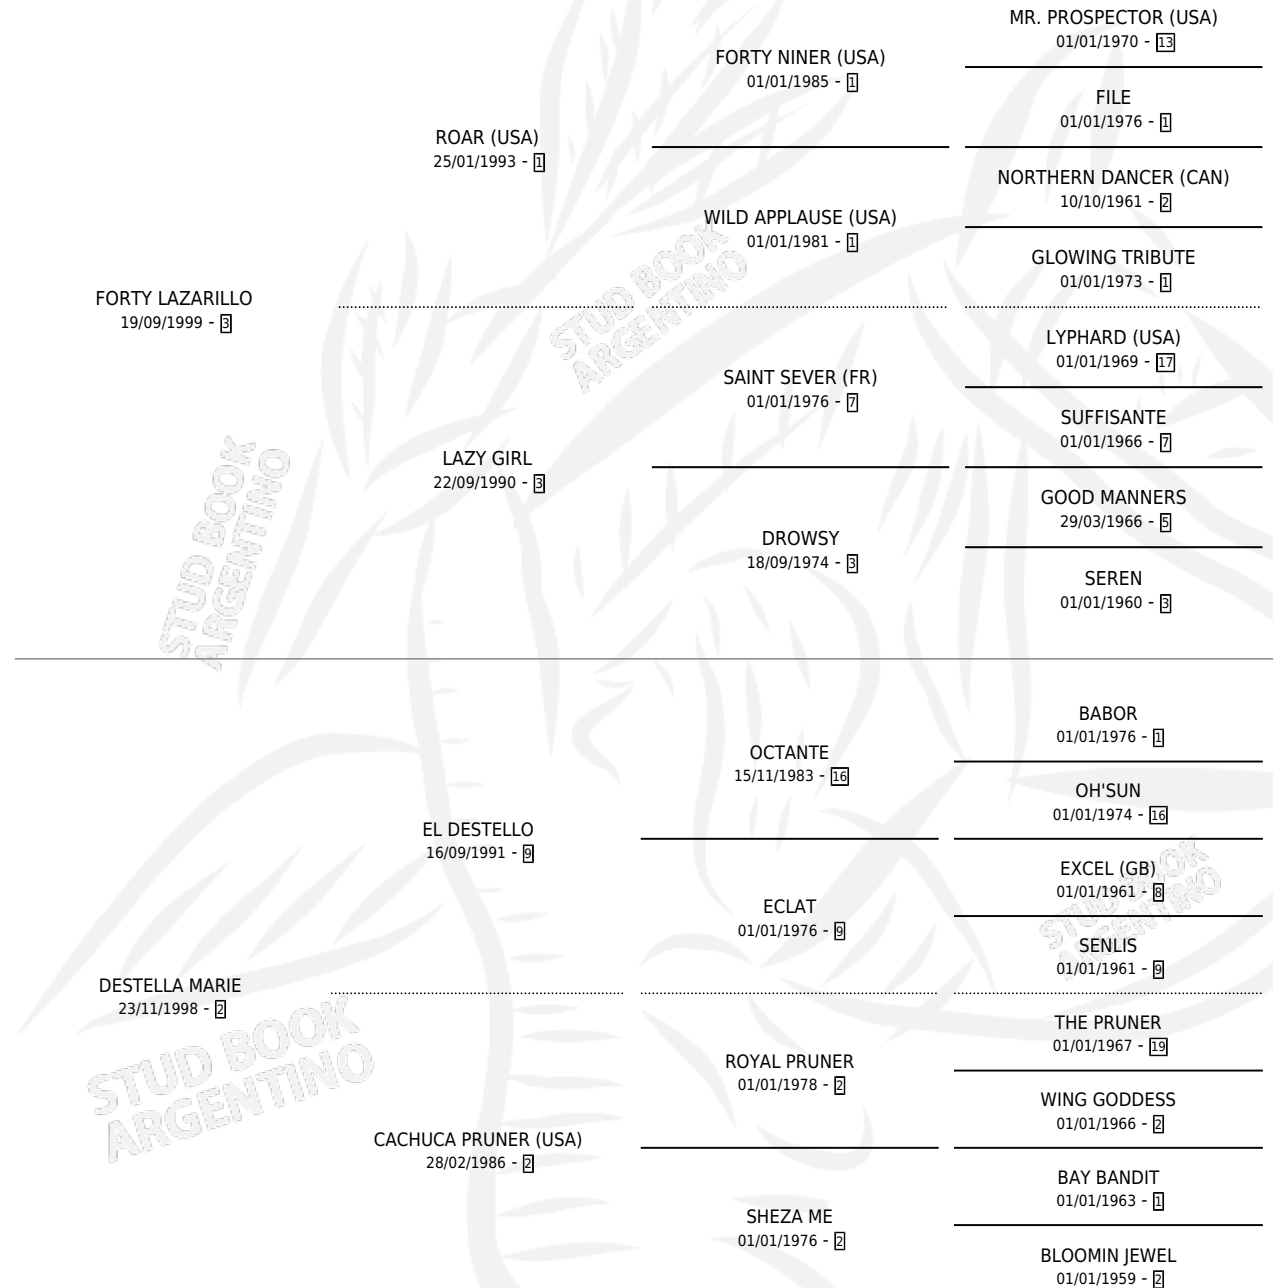 MR. PROSPECTOR (USA)
01/01/1970 - 13
FORTY NINER (USA)
01/01/1985 - 1
FILE
01/01/1976 - 1
ROAR (USA)
25/01/1993 - 1
NORTHERN DANCER (CAN)
10/10/1961 - 2
WILD APPLAUSE (USA)
01/01/1981 - 1
GLOWING TRIBUTE
01/01/1973 - 1
FORTY LAZARILLO
19/09/1999 - 3
STUD BOOK
ARGENTINO
LYPHARD (USA)
01/01/1969 - 17
SAINT SEVER (FR)
01/01/1976 - 7
SUFFISANTE
01/01/1966 - 7
LAZY GIRL
22/09/1990 - 3
GOOD MANNERS
29/03/1966 - 5
DROWSY
18/09/1974 - 3
SEREN
01/01/1960 - 3
STUD BOOK
ARGENTINO
BABOR
01/01/1976 - 1
OCTANTE
15/11/1983 - 16
OH'SUN
01/01/1974 - 16
EL DESTELLO
16/09/1991 - 9
EXCEL (GB)
01/01/1961 - 8
ECLAT
01/01/1976 - 9
SENLIS
01/01/1961 - 9
STUD BOOK
ARGENTINO
DESTELLA MARIE
23/11/1998 - 2
STUD BOOK
ARGENTINO
THE PRUNER
01/01/1967 - 19
ROYAL PRUNER
01/01/1978 - 2
WING GODDESS
01/01/1966 - 2
CACHUCA PRUNER (USA)
28/02/1986 - 2
BAY BANDIT
01/01/1963 - 1
SHEZA ME
01/01/1976 - 2
BLOOMIN JEWEL
01/01/1959 - 2